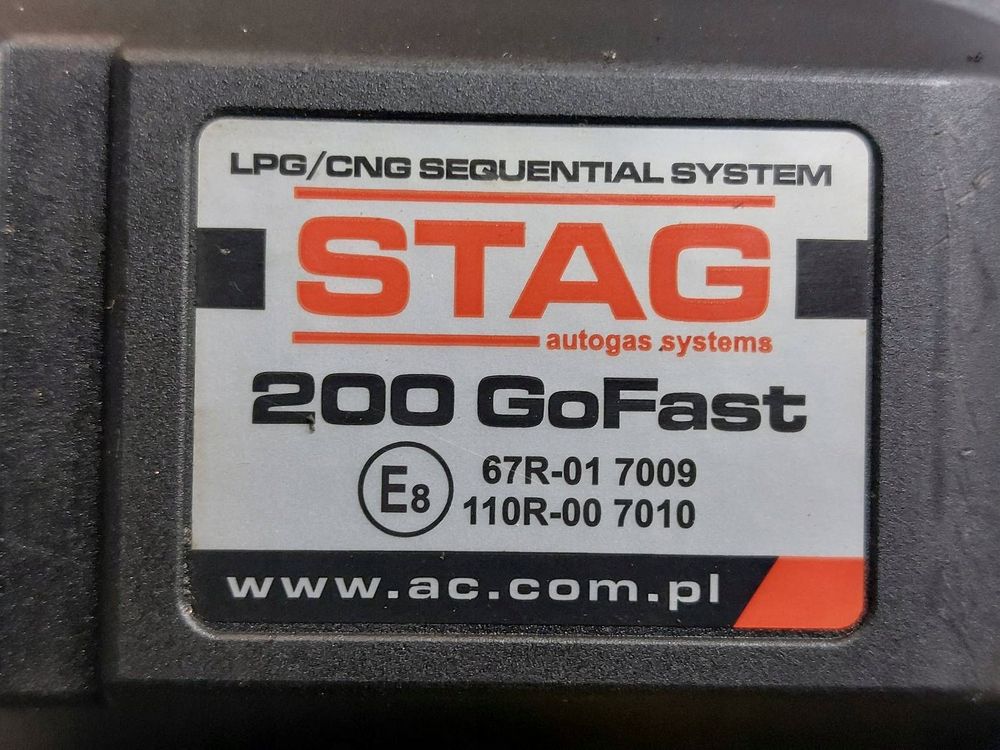 LPG/CNG SEQUENTIAL SYSTEM
STAG
autogas systems
200 GoFast
E8
67R-01 7009
110R-00 7010
www.ac.com.pl